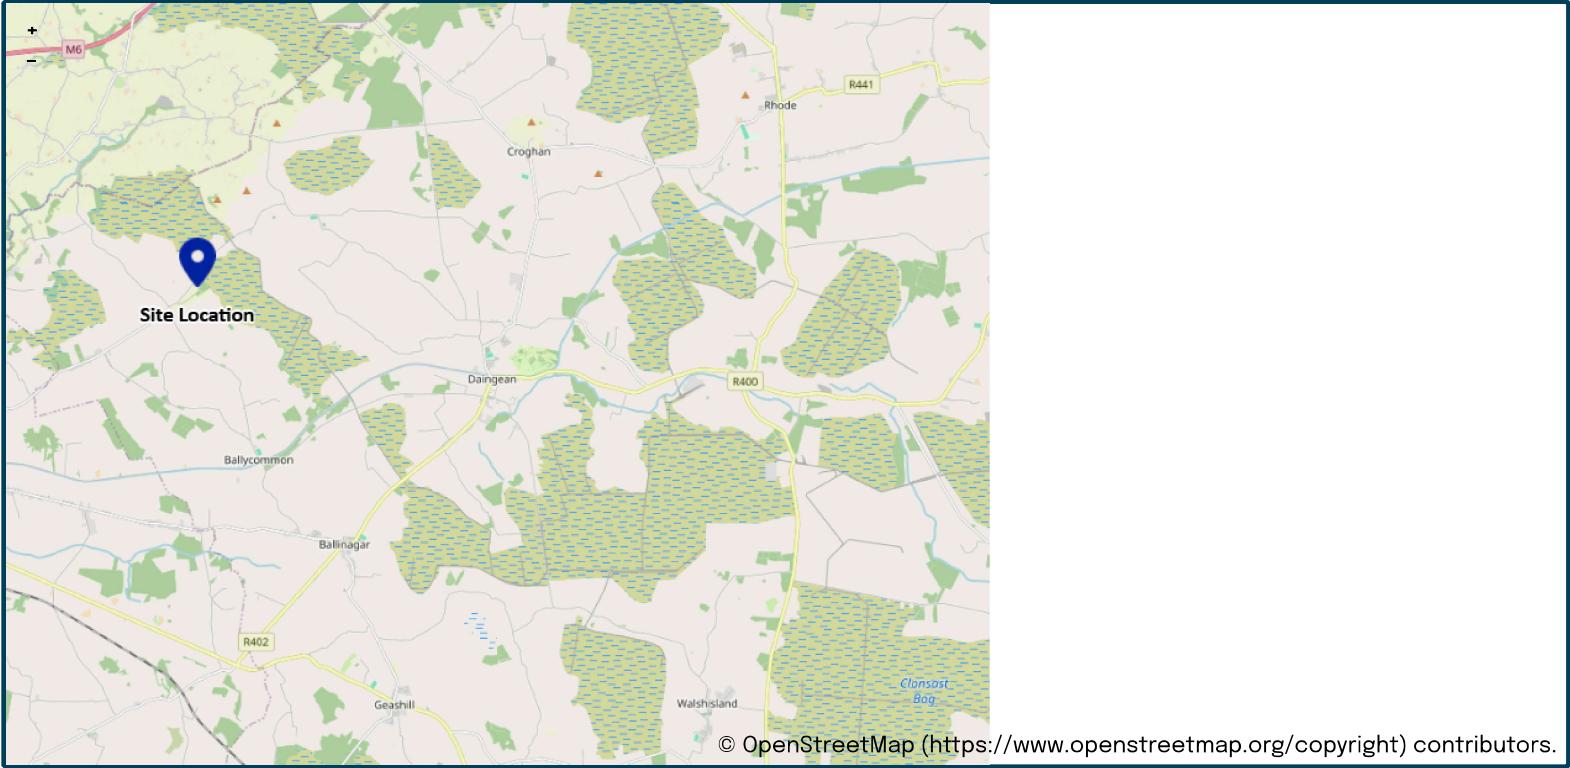 +
M6
−
R441
Rhode
Croghan
Site Location
Daingean
R400
Ballycommon
Ballinagar
R402
Clonsast
Bog
Geashill
Walshisland
© OpenStreetMap (https://www.openstreetmap.org/copyright) contributors.